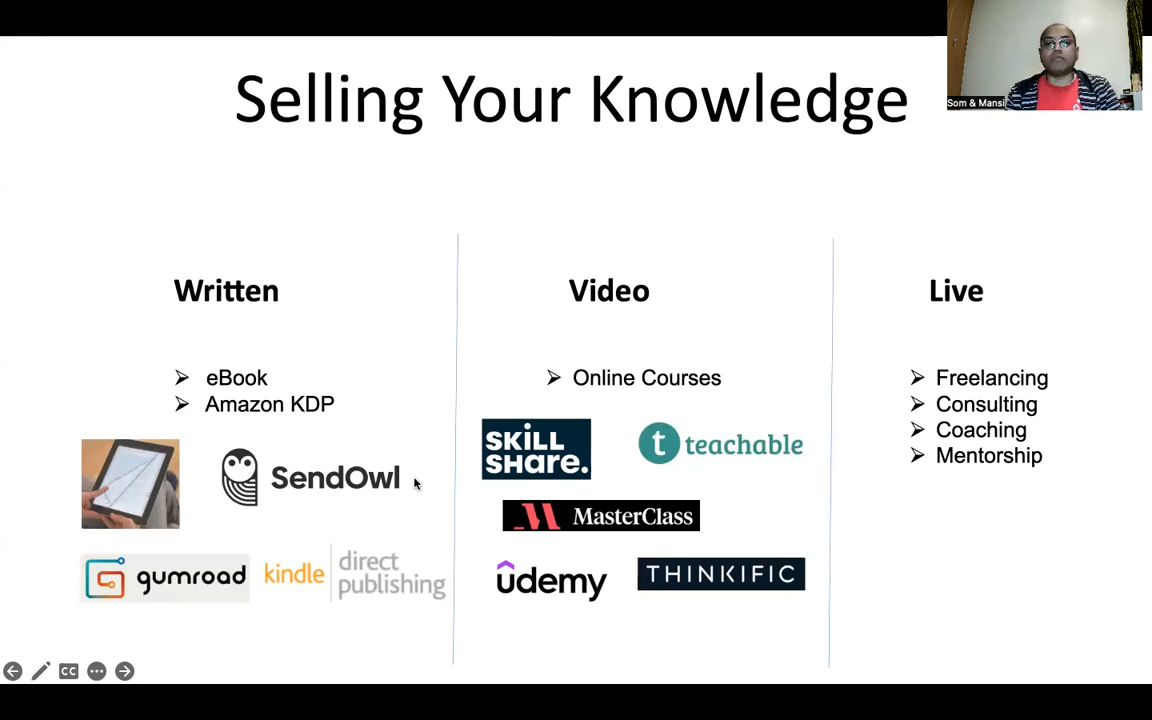 Selling Your Knowledge
Som & Mansi
Written
eBook
Amazon KDP
SendOwl
gumroad
kindle direct publishing
Video
Online Courses
SKiLL SHaRe.
teachable
MasterClass
udemy
THINKIFIC
Live
Freelancing
Consulting
Coaching
Mentorship
CC